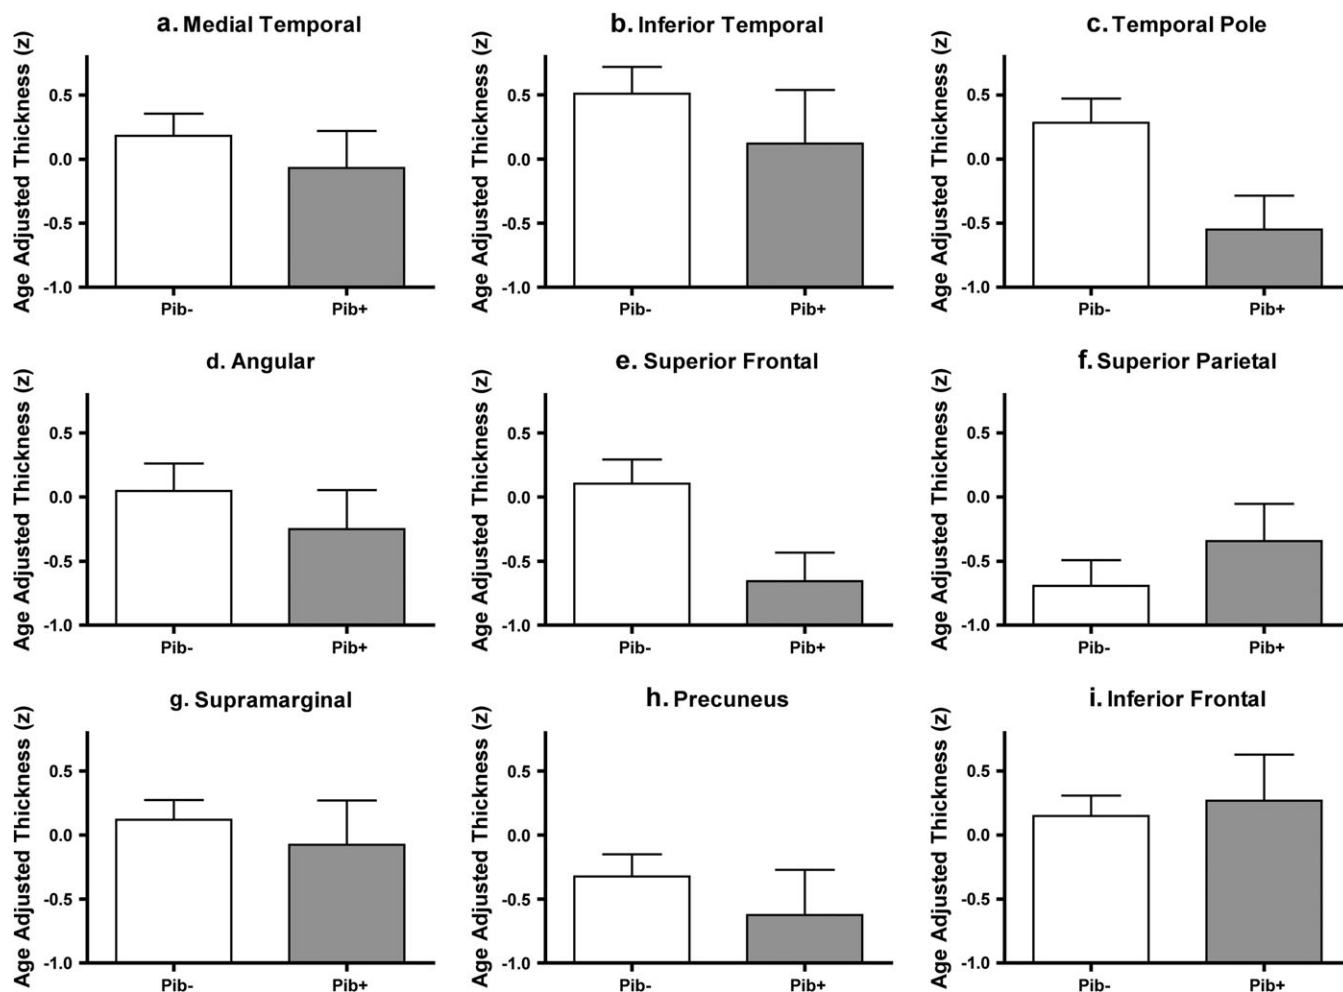 a. Medial Temporal
Age Adjusted Thickness (z)
0.5
0.0
-0.5
-1.0
Pib-
Pib+
b. Inferior Temporal
Age Adjusted Thickness (z)
0.5
0.0
-0.5
-1.0
Pib-
Pib+
c. Temporal Pole
Age Adjusted Thickness (z)
0.5
0.0
-0.5
-1.0
Pib-
Pib+
d. Angular
Age Adjusted Thickness (z)
0.5
0.0
-0.5
-1.0
Pib-
Pib+
e. Superior Frontal
Age Adjusted Thickness (z)
0.5
0.0
-0.5
-1.0
Pib-
Pib+
f. Superior Parietal
Age Adjusted Thickness (z)
0.5
0.0
-0.5
-1.0
Pib-
Pib+
g. Supramarginal
Age Adjusted Thickness (z)
0.5
0.0
-0.5
-1.0
Pib-
Pib+
h. Precuneus
Age Adjusted Thickness (z)
0.5
0.0
-0.5
-1.0
Pib-
Pib+
i. Inferior Frontal
Age Adjusted Thickness (z)
0.5
0.0
-0.5
-1.0
Pib-
Pib+